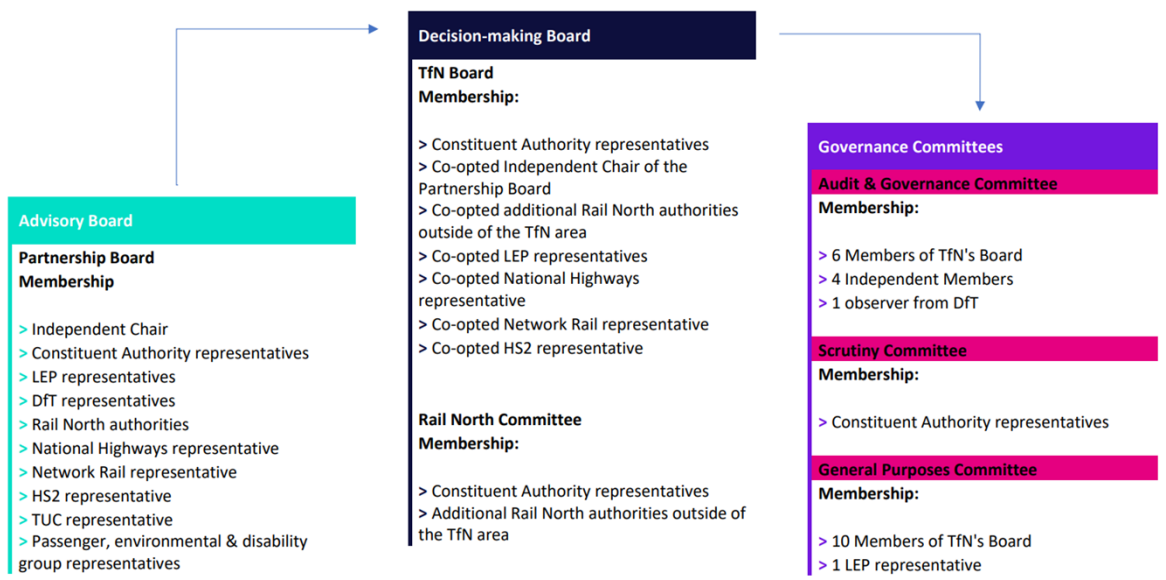 Advisory Board
Partnership Board
Membership
> Independent Chair
> Constituent Authority representatives
> LEP representatives
> DfT representatives
> Rail North authorities
> National Highways representative
> Network Rail representative
> HS2 representative
> TUC representative
> Passenger, environmental & disability
group representatives
Decision-making Board
TfN Board
Membership:
> Constituent Authority representatives
> Co-opted Independent Chair of the
Partnership Board
> Co-opted additional Rail North authorities
outside of the TfN area
> Co-opted LEP representatives
> Co-opted National Highways
representative
> Co-opted Network Rail representative
> Co-opted HS2 representative
Rail North Committee
Membership:
> Constituent Authority representatives
> Additional Rail North authorities outside of
the TfN area
Governance Committees
Audit & Governance Committee
Membership:
> 6 Members of TfN's Board
> 4 Independent Members
> 1 observer from DfT
Scrutiny Committee
Membership:
> Constituent Authority representatives
General Purposes Committee
Membership:
> 10 Members of TfN's Board
> 1 LEP representative